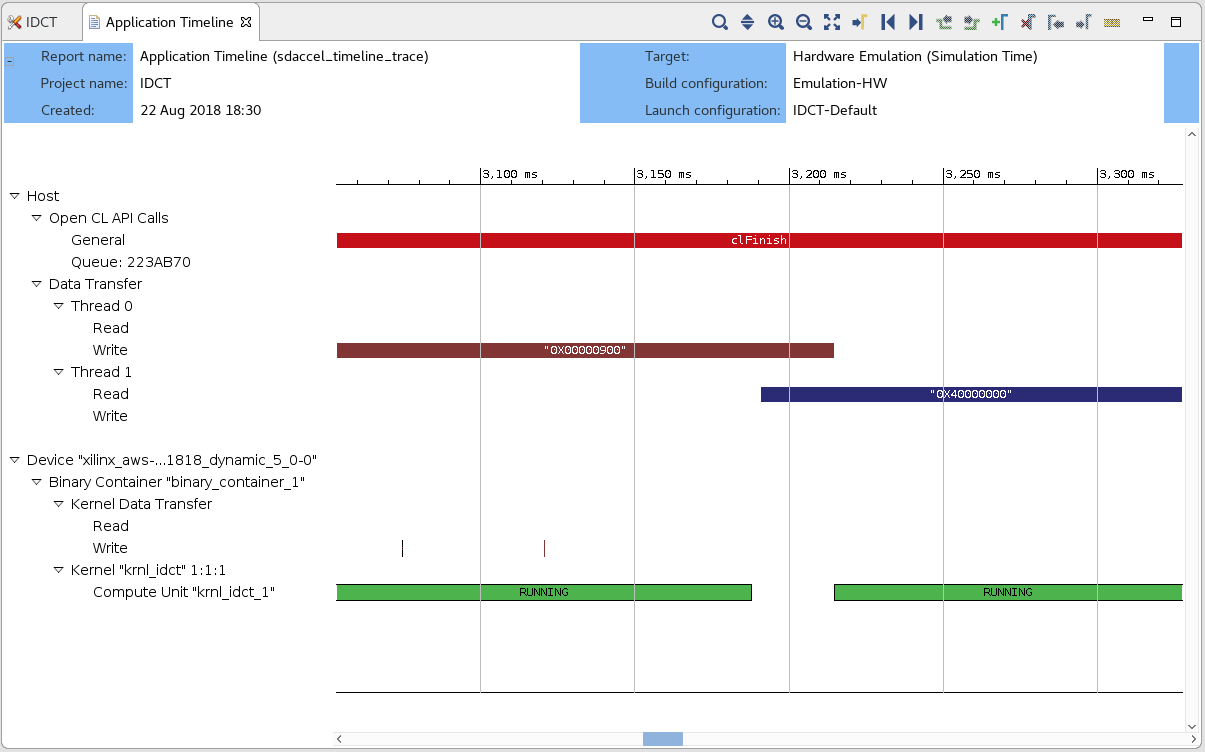 IDCT Application Timeline
Report name: Application Timeline (sdaccel_timeline_trace) Target: Hardware Emulation (Simulation Time)
Project name: IDCT Build configuration: Emulation-HW
Created: 22 Aug 2018 18:30 Launch configuration: IDCT-Default
3,100 ms 3,150 ms 3,200 ms 3,250 ms 3,300 ms
Host
Open CL API Calls
General clFinish
Queue: 223AB70
Data Transfer
Thread 0
Read
Write "0X00000900"
Thread 1
Read "0X40000000"
Write
Device "xilinx_aws-...1818_dynamic_5_0-0"
Binary Container "binary_container_1"
Kernel Data Transfer
Read
Write
Kernel "krnl_idct" 1:1:1
Compute Unit "krnl_idct_1" RUNNING RUNNING